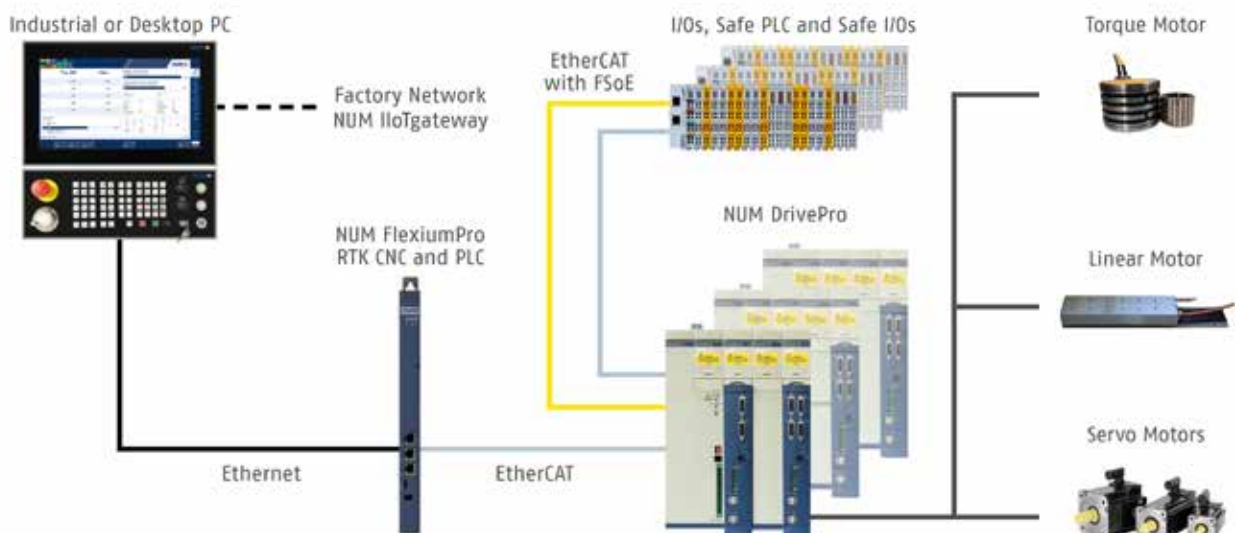 Industrial or Desktop PC
I/Os, Safe PLC and Safe I/Os
Torque Motor
EtherCAT
with FSoE
Factory Network
NUM IIoTgateway
NUM DrivePro
NUM FlexiumPro
RTK CNC and PLC
Linear Motor
Servo Motors
Ethernet
EtherCAT